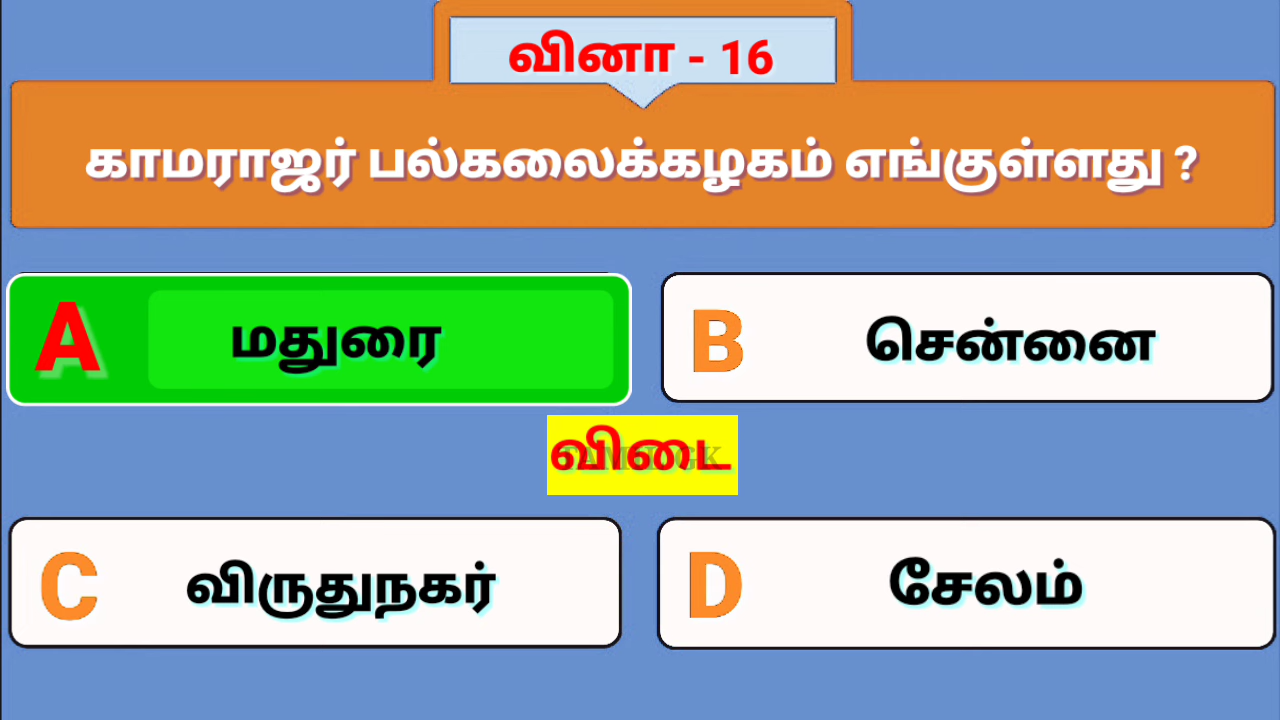 வினா - 16
காமராஜர் பல்கலைக்கழகம் எங்குள்ளது ?
A மதுரை
B சென்னை
விடை
C விருதுநகர்
D சேலம்